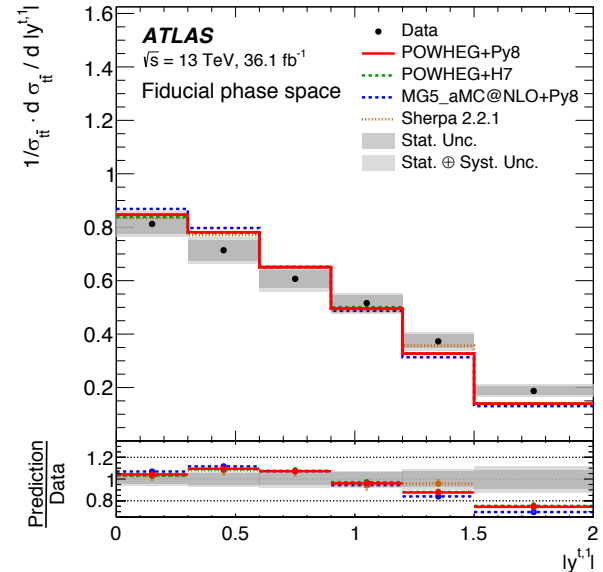 1/σ_tt̄ · d σ_tt̄ / d |y^t,1|
ATLAS
√s = 13 TeV, 36.1 fb⁻¹
Fiducial phase space
Data
POWHEG+Py8
POWHEG+H7
MG5_aMC@NLO+Py8
Sherpa 2.2.1
Stat. Unc.
Stat. ⊕ Syst. Unc.
1.6
1.4
1.2
1
0.8
0.6
0.4
0.2
Prediction
Data
1.2
1
0.8
0 0.5 1 1.5 2
|y^t,1|